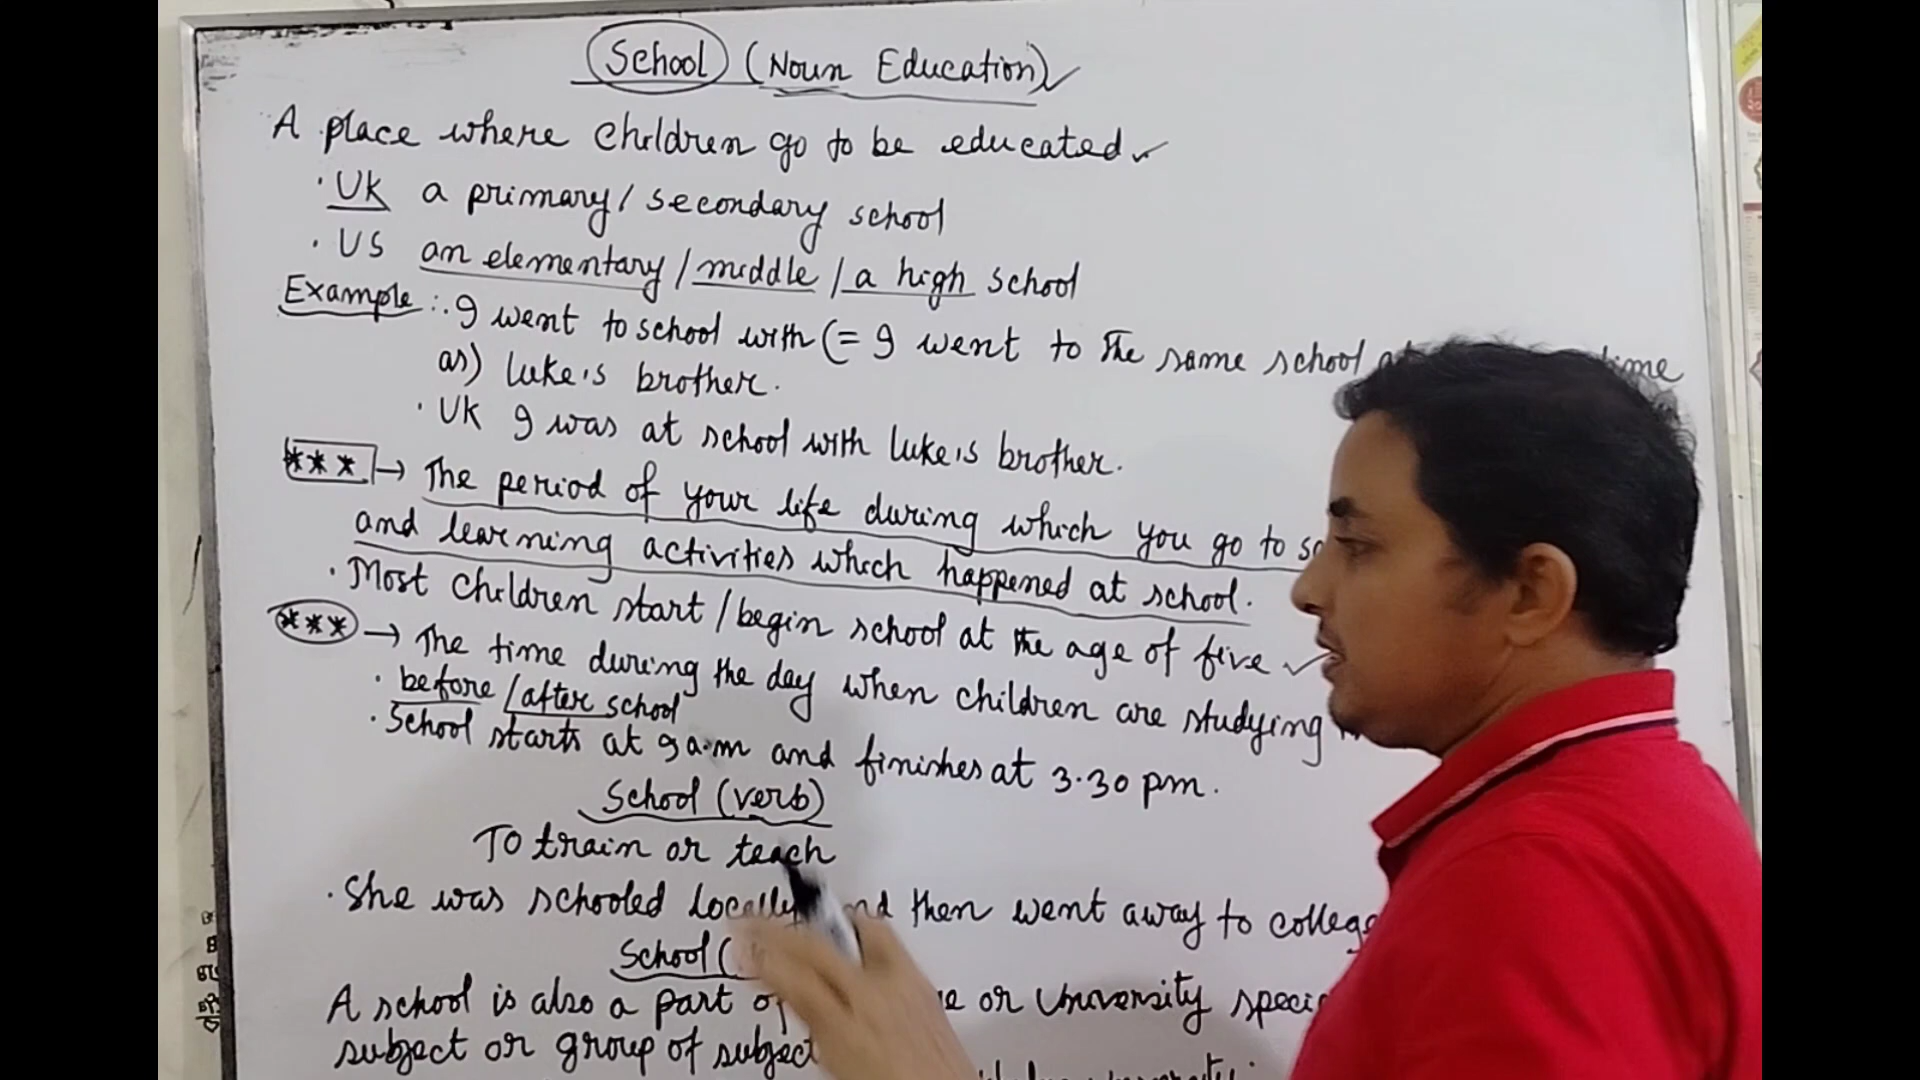 School (Noun Education)
A place where children go to be educated
· UK a primary / secondary school
· US an elementary / middle / a high school
Example :. I went to school with (= I went to the same school time
as) luke's brother.
· UK I was at school with luke's brother.
*** → The period of your life during which you go to
and learning activities which happened at school.
· Most children start / begin school at the age of five
*** → The time during the day when children are studying
· before / after school
· School starts at 9 a.m and finishes at 3.30 pm.
School (verb)
To train or teach
· She was schooled locally and then went away to college
School (
A school is also a part of or University
subject or group of subject